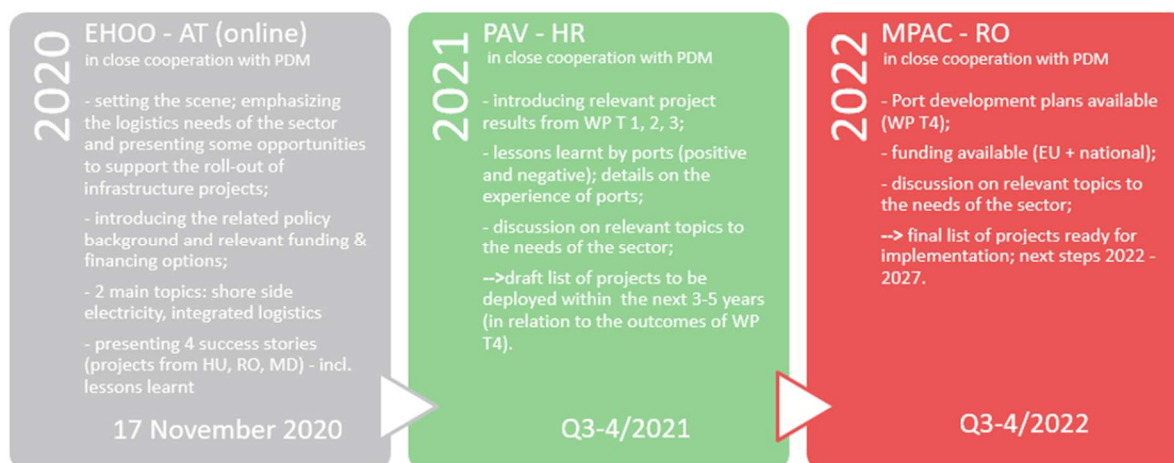 2020
EHOO - AT (online)
in close cooperation with PDM
- setting the scene; emphasizing
the logistics needs of the sector
and presenting some opportunities
to support the roll-out of
infrastructure projects;
- introducing the related policy
background and relevant funding &
financing options;
- 2 main topics: shore side
electricity, integrated logistics
- presenting 4 success stories
(projects from HU, RO, MD) - incl.
lessons learnt
17 November 2020
2021
PAV - HR
in close cooperation with PDM
- introducing relevant project
results from WP T 1, 2, 3;
- lessons learnt by ports (positive
and negative); details on the
experience of ports;
- discussion on relevant topics to
the needs of the sector;
-->draft list of projects to be
deployed within the next 3-5 years
(in relation to the outcomes of WP
T4).
Q3-4/2021
2022
MPAC - RO
in close cooperation with PDM
- Port development plans available
(WP T4);
- funding available (EU + national);
- discussion on relevant topics to
the needs of the sector;
--> final list of projects ready for
implementation; next steps 2022 -
2027.
Q3-4/2022